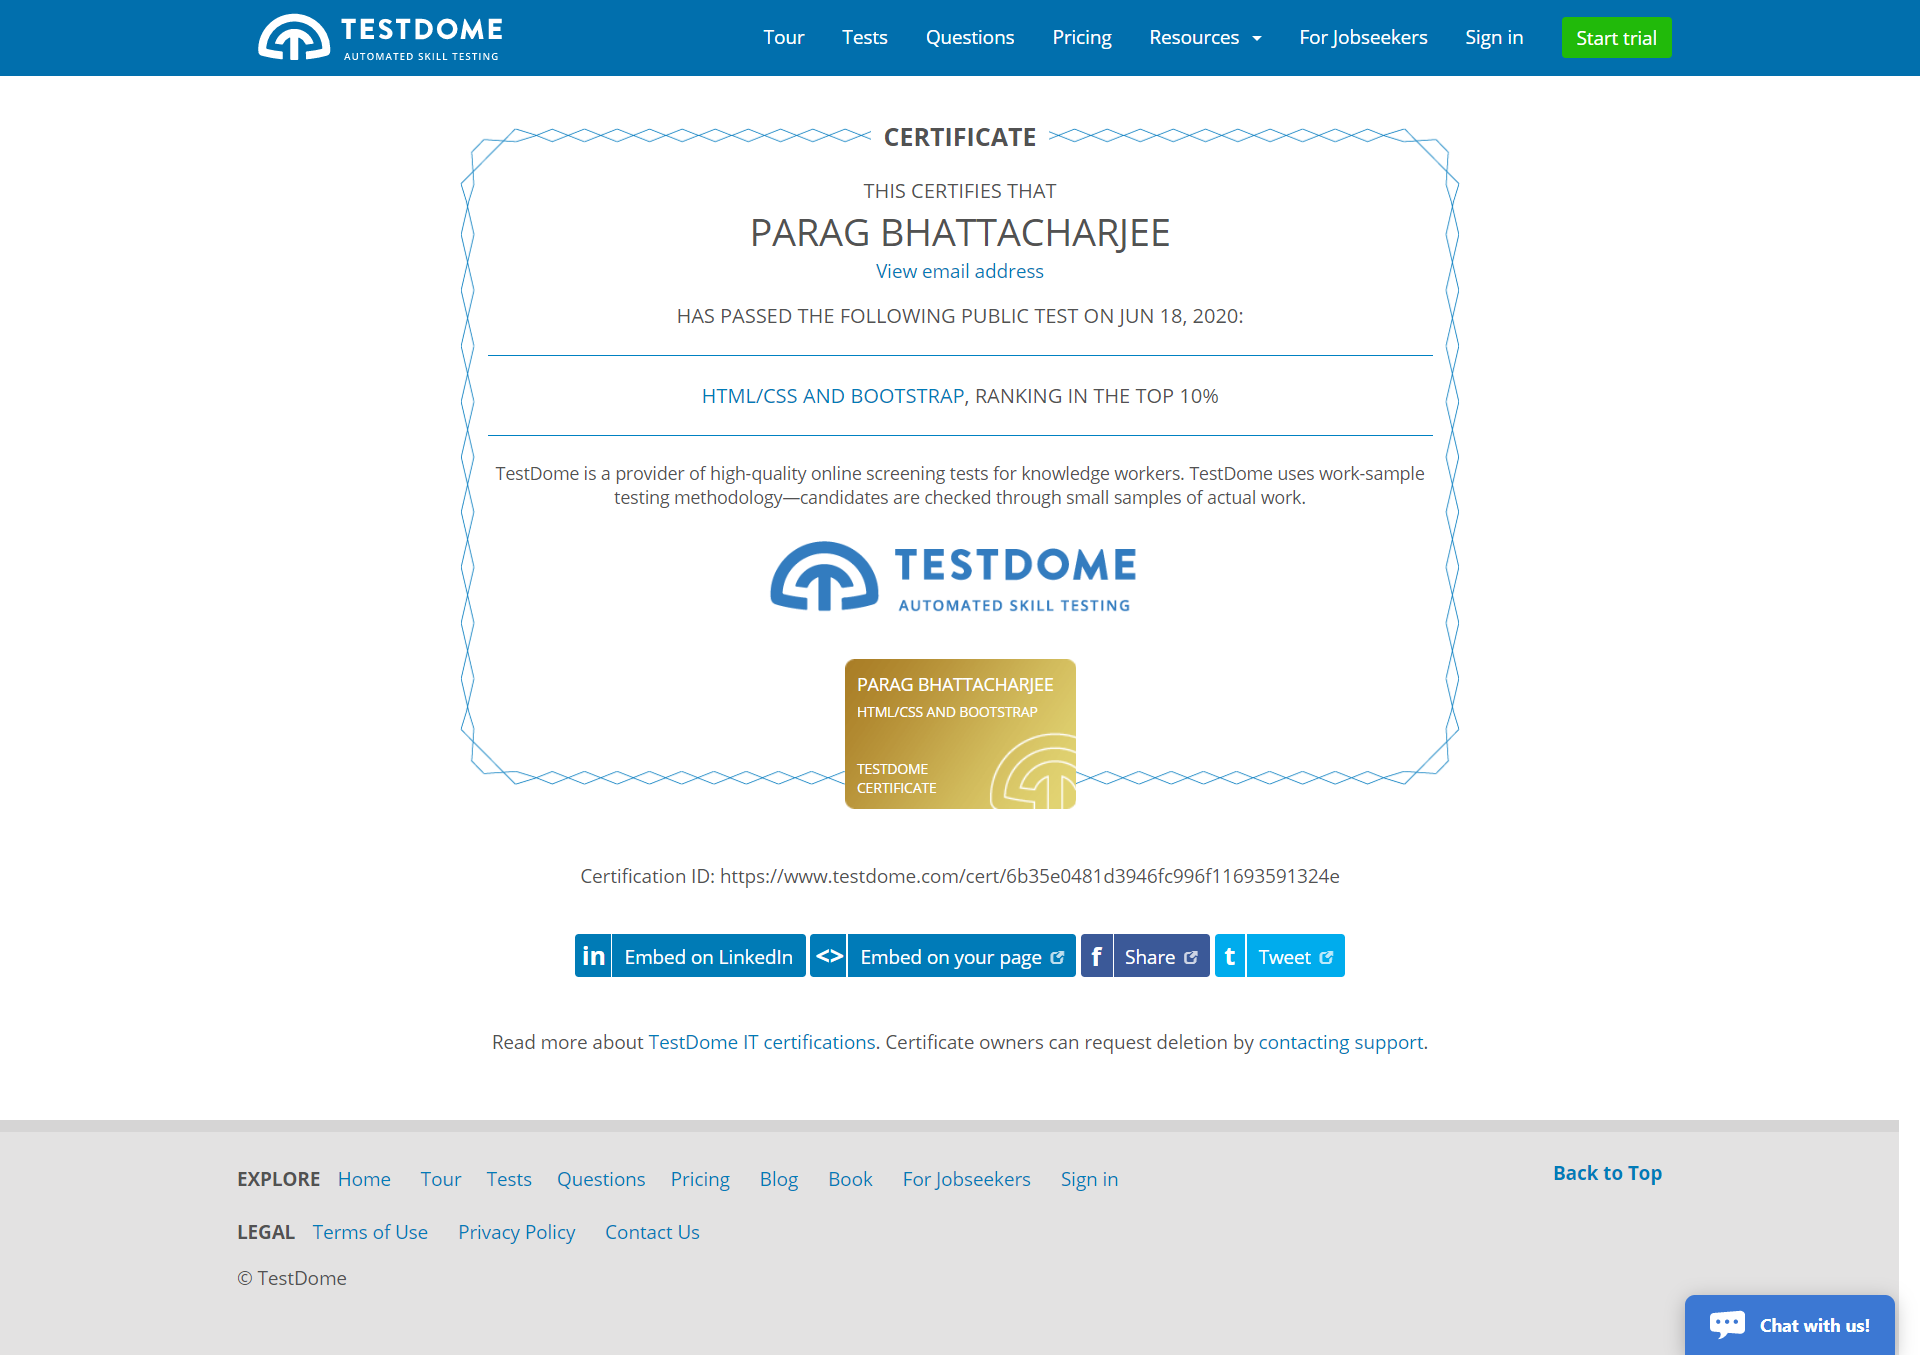 TESTDOME
AUTOMATED SKILL TESTING
Tour
Tests
Questions
Pricing
Resources
For Jobseekers
Sign in
Start trial
CERTIFICATE
THIS CERTIFIES THAT
PARAG BHATTACHARJEE
View email address
HAS PASSED THE FOLLOWING PUBLIC TEST ON JUN 18, 2020:
HTML/CSS AND BOOTSTRAP, RANKING IN THE TOP 10%
TestDome is a provider of high-quality online screening tests for knowledge workers. TestDome uses work-sample
testing methodology—candidates are checked through small samples of actual work.
TESTDOME
AUTOMATED SKILL TESTING
PARAG BHATTACHARJEE
HTML/CSS AND BOOTSTRAP
TESTDOME
CERTIFICATE
Certification ID: https://www.testdome.com/cert/6b35e0481d3946fc996f11693591324e
in Embed on LinkedIn
<> Embed on your page
f Share
t Tweet
Read more about TestDome IT certifications. Certificate owners can request deletion by contacting support.
EXPLORE Home Tour Tests Questions Pricing Blog Book For Jobseekers Sign in
Back to Top
LEGAL Terms of Use Privacy Policy Contact Us
© TestDome
Chat with us!